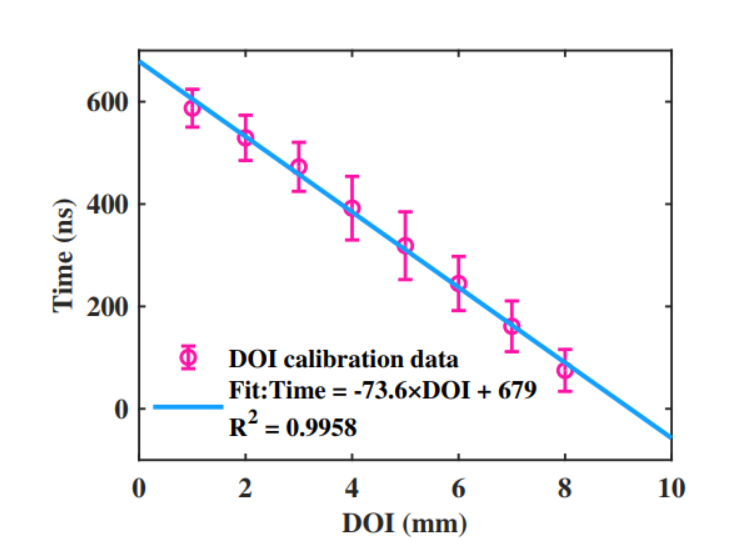 Time (ns)
600
400
200
0
DOI calibration data
Fit:Time = -73.6×DOI + 679
R² = 0.9958
0 2 4 6 8 10
DOI (mm)